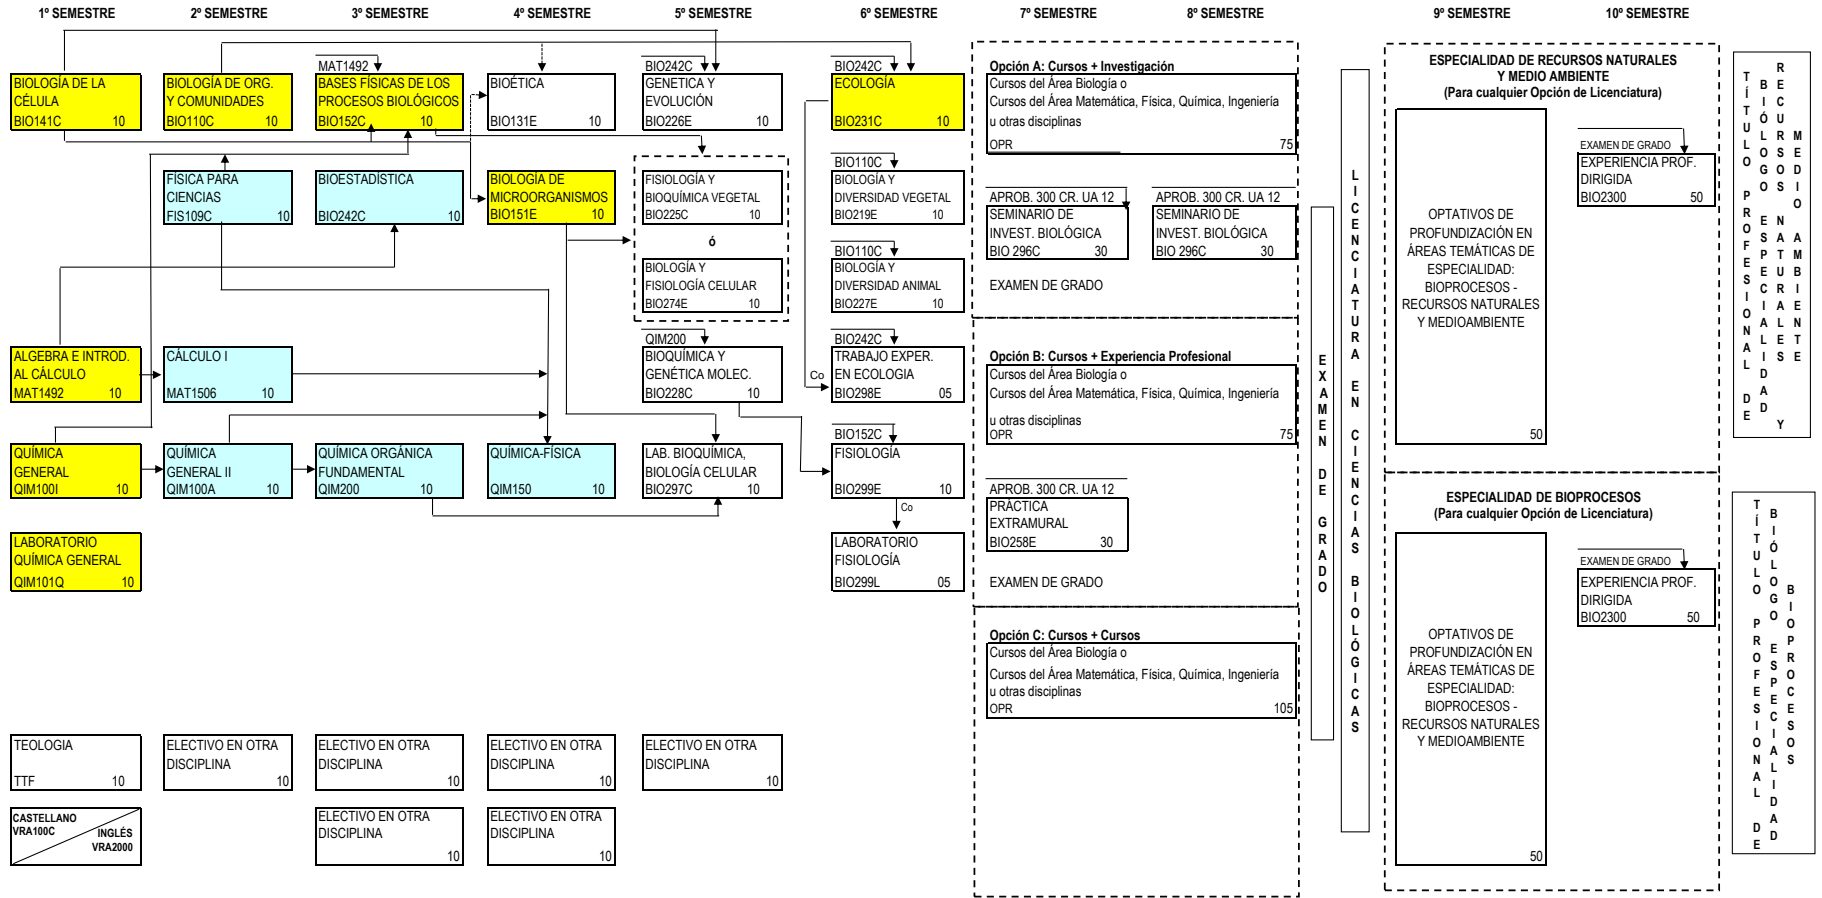 1º SEMESTRE
2º SEMESTRE
3º SEMESTRE
4º SEMESTRE
5º SEMESTRE
6º SEMESTRE
7º SEMESTRE
8º SEMESTRE
9º SEMESTRE
10º SEMESTRE
BIOLOGÍA DE LA
CÉLULA
BIO141C 10
ALGEBRA E INTROD.
AL CÁLCULO
MAT1492 10
QUÍMICA
GENERAL
QIM100I 10
LABORATORIO
QUÍMICA GENERAL
QIM101Q 10
TEOLOGIA
TTF 10
CASTELLANO
VRA100C
INGLÉS
VRA2000
BIOLOGÍA DE ORG.
Y COMUNIDADES
BIO110C 10
FÍSICA PARA
CIENCIAS
FIS109C 10
CÁLCULO I
MAT1506 10
QUÍMICA
GENERAL II
QIM100A 10
ELECTIVO EN OTRA
DISCIPLINA
10
MAT1492
BASES FÍSICAS DE LOS
PROCESOS BIOLÓGICOS
BIO152C 10
BIOESTADÍSTICA
BIO242C 10
QUÍMICA ORGÁNICA
FUNDAMENTAL
QIM200 10
ELECTIVO EN OTRA
DISCIPLINA
10
ELECTIVO EN OTRA
DISCIPLINA
10
BIOÉTICA
BIO131E 10
BIOLOGÍA DE
MICROORGANISMOS
BIO151E 10
QUÍMICA-FÍSICA
QIM150 10
ELECTIVO EN OTRA
DISCIPLINA
10
ELECTIVO EN OTRA
DISCIPLINA
10
BIO242C
GENETICA Y
EVOLUCIÓN
BIO226E 10
FISIOLOGÍA Y
BIOQUÍMICA VEGETAL
BIO225C 10
ó
BIOLOGÍA Y
FISIOLOGÍA CELULAR
BIO274E 10
QIM200
BIOQUÍMICA Y
GENÉTICA MOLEC.
BIO228C 10
LAB. BIOQUÍMICA,
BIOLOGÍA CELULAR
BIO297C 10
ELECTIVO EN OTRA
DISCIPLINA
10
BIO242C
ECOLOGÍA
BIO231C 10
BIO110C
BIOLOGÍA Y
DIVERSIDAD VEGETAL
BIO219E 10
BIO110C
BIOLOGÍA Y
DIVERSIDAD ANIMAL
BIO227E 10
BIO242C
Co
TRABAJO EXPER.
EN ECOLOGIA
BIO298E 05
BIO152C
FISIOLOGÍA
BIO299E 10
Co
LABORATORIO
FISIOLOGÍA
BIO299L 05
Opción A: Cursos + Investigación
Cursos del Área Biología o
Cursos del Área Matemática, Física, Química, Ingeniería
u otras disciplinas
OPR 75
APROB. 300 CR. UA 12
SEMINARIO DE
INVEST. BIOLÓGICA
BIO 296C 30
APROB. 300 CR. UA 12
SEMINARIO DE
INVEST. BIOLÓGICA
BIO 296C 30
EXAMEN DE GRADO
Opción B: Cursos + Experiencia Profesional
Cursos del Área Biología o
Cursos del Área Matemática, Física, Química, Ingeniería
u otras disciplinas
OPR 75
APROB. 300 CR. UA 12
PRÁCTICA
EXTRAMURAL
BIO258E 30
EXAMEN DE GRADO
Opción C: Cursos + Cursos
Cursos del Área Biología o
Cursos del Área Matemática, Física, Química, Ingeniería
u otras disciplinas
OPR 105
EXAMEN DE GRADO
LICENCIATURA EN CIENCIAS BIOLÓGICAS
ESPECIALIDAD DE RECURSOS NATURALES
Y MEDIO AMBIENTE
(Para cualquier Opción de Licenciatura)
OPTATIVOS DE
PROFUNDIZACIÓN EN
ÁREAS TEMÁTICAS DE
ESPECIALIDAD:
BIOPROCESOS -
RECURSOS NATURALES
Y MEDIOAMBIENTE
50
EXAMEN DE GRADO
EXPERIENCIA PROF.
DIRIGIDA
BIO2300 50
ESPECIALIDAD DE BIOPROCESOS
(Para cualquier Opción de Licenciatura)
OPTATIVOS DE
PROFUNDIZACIÓN EN
ÁREAS TEMÁTICAS DE
ESPECIALIDAD:
BIOPROCESOS -
RECURSOS NATURALES
Y MEDIOAMBIENTE
50
EXAMEN DE GRADO
EXPERIENCIA PROF.
DIRIGIDA
BIO2300 50
TÍTULO PROFESIONAL DE
BIÓLOGO ESPECIALIDAD
RECURSOS NATURALES Y
MEDIO AMBIENTE
TÍTULO PROFESIONAL DE
BIÓLOGO ESPECIALIDAD
BIOPROCESOS